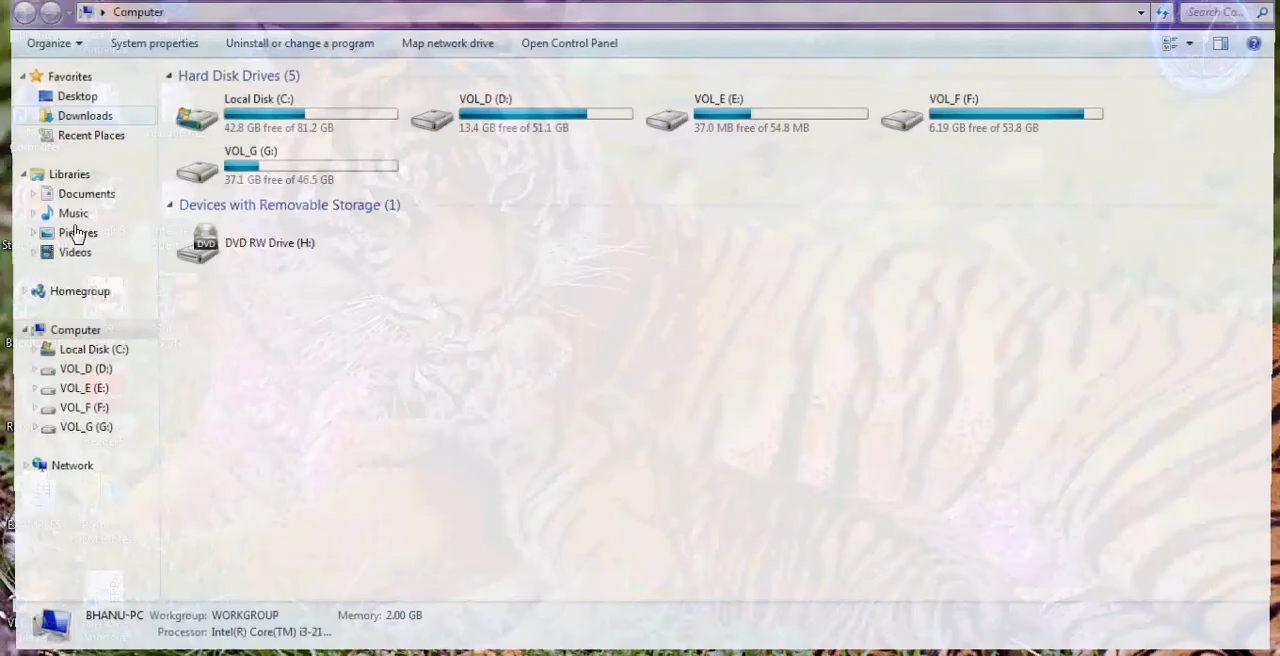 Computer
Search Co...
Organize
System properties
Uninstall or change a program
Map network drive
Open Control Panel
Favorites
Desktop
Downloads
Recent Places
Libraries
Documents
Music
Pictures
Videos
Homegroup
Computer
Local Disk (C:)
VOL_D (D:)
VOL_E (E:)
VOL_F (F:)
VOL_G (G:)
Network
Hard Disk Drives (5)
Local Disk (C:)
42.8 GB free of 81.2 GB
VOL_D (D:)
13.4 GB free of 51.1 GB
VOL_E (E:)
37.0 MB free of 54.8 MB
VOL_F (F:)
6.19 GB free of 53.8 GB
VOL_G (G:)
37.1 GB free of 46.5 GB
Devices with Removable Storage (1)
DVD
DVD RW Drive (H:)
BHANU-PC Workgroup: WORKGROUP Memory: 2.00 GB
Processor: Intel(R) Core(TM) i3-21...